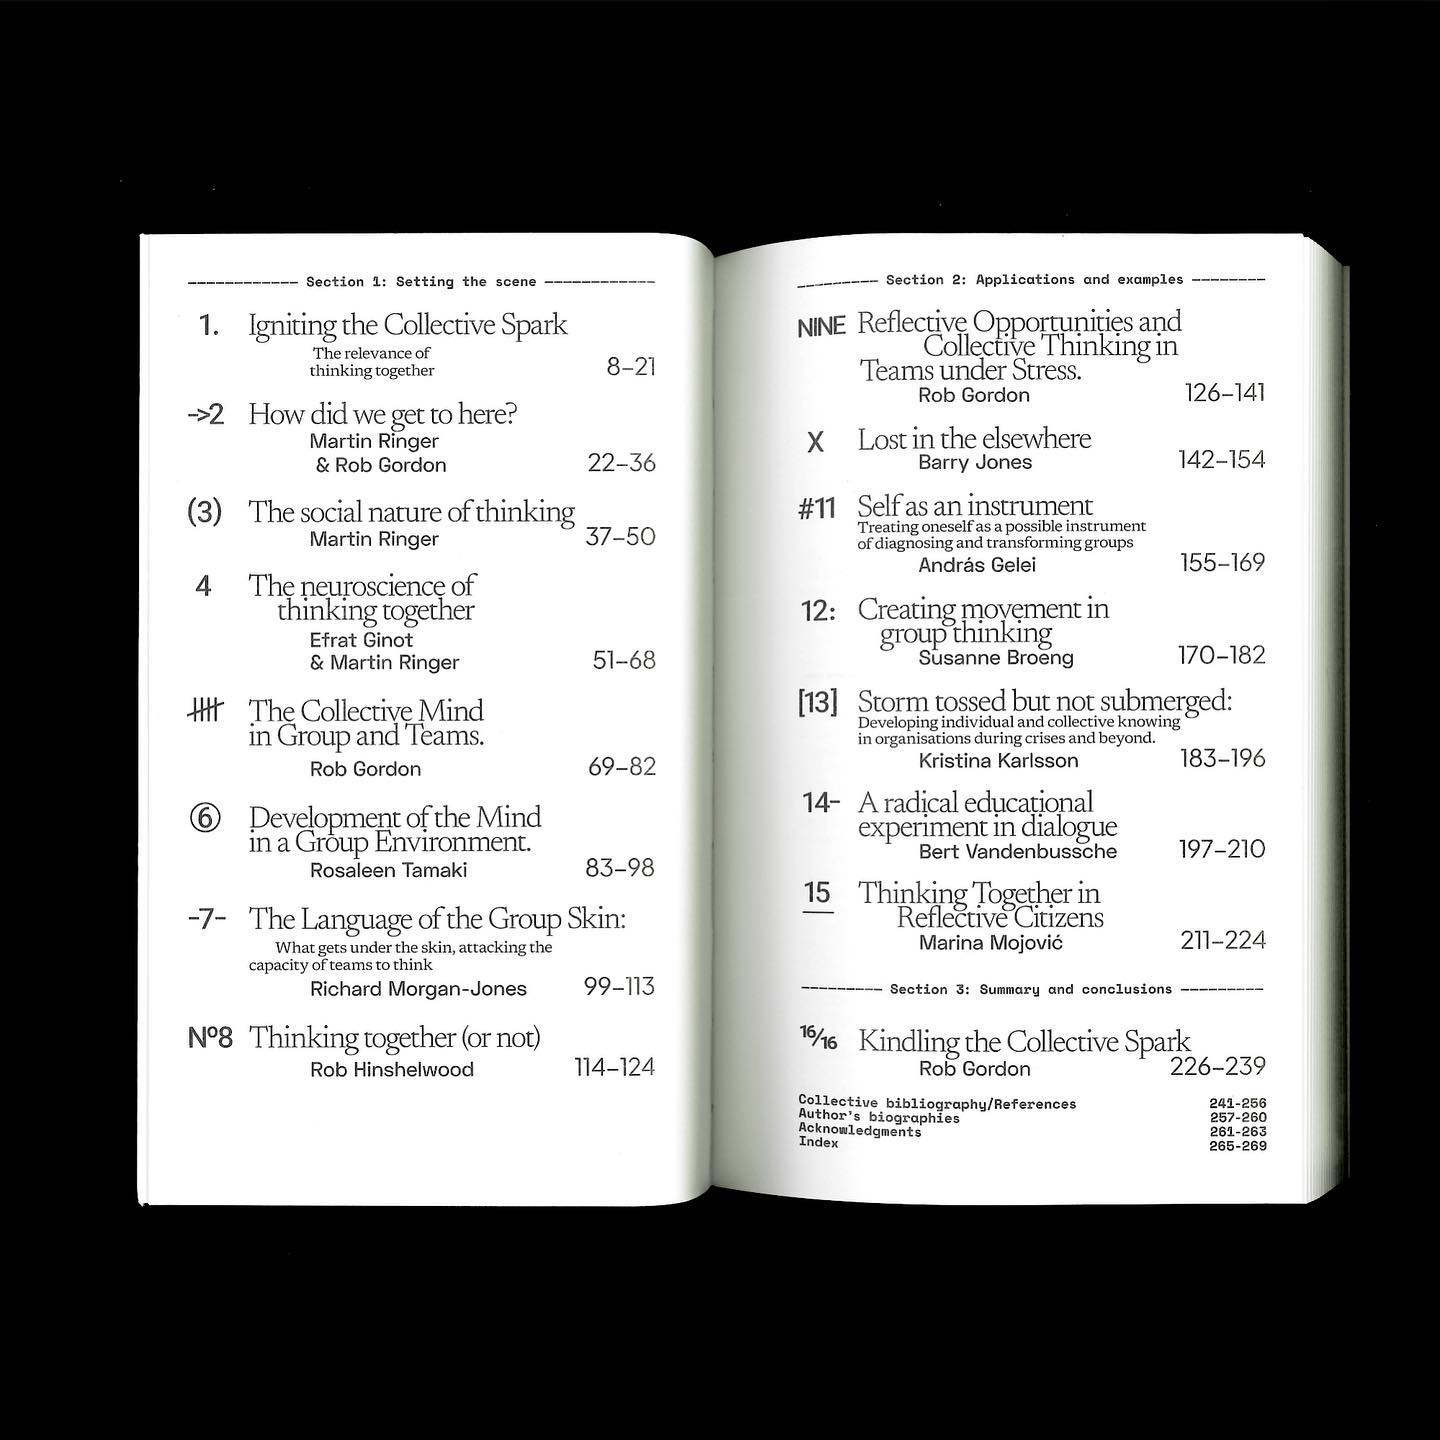 Section 1: Setting the scene
1. Igniting the Collective Spark
The relevance of
thinking together 8–21
->2 How did we get to here?
Martin Ringer
& Rob Gordon 22–36
(3) The social nature of thinking
Martin Ringer 37–50
4 The neuroscience of
thinking together
Efrat Ginot
& Martin Ringer 51–68
The Collective Mind
in Group and Teams.
Rob Gordon 69–82
⑥ Development of the Mind
in a Group Environment.
Rosaleen Tamaki 83–98
-7- The Language of the Group Skin:
What gets under the skin, attacking the
capacity of teams to think
Richard Morgan-Jones 99–113
Nº8 Thinking together (or not)
Rob Hinshelwood 114–124
Section 2: Applications and examples
NINE Reflective Opportunities and
Collective Thinking in
Teams under Stress.
Rob Gordon 126–141
X Lost in the elsewhere
Barry Jones 142–154
#11 Self as an instrument
Treating oneself as a possible instrument
of diagnosing and transforming groups
András Gelei 155–169
12: Creating movement in
group thinking
Susanne Broeng 170–182
[13] Storm tossed but not submerged:
Developing individual and collective knowing
in organisations during crises and beyond.
Kristina Karlsson 183–196
14- A radical educational
experiment in dialogue
Bert Vandenbussche 197–210
15 Thinking Together in
Reflective Citizens
Marina Mojović 211–224
Section 3: Summary and conclusions
16/16 Kindling the Collective Spark
Rob Gordon 226–239
Collective bibliography/References 241-256
Author's biographies 257-260
Acknowledgments 261-263
Index 265-269